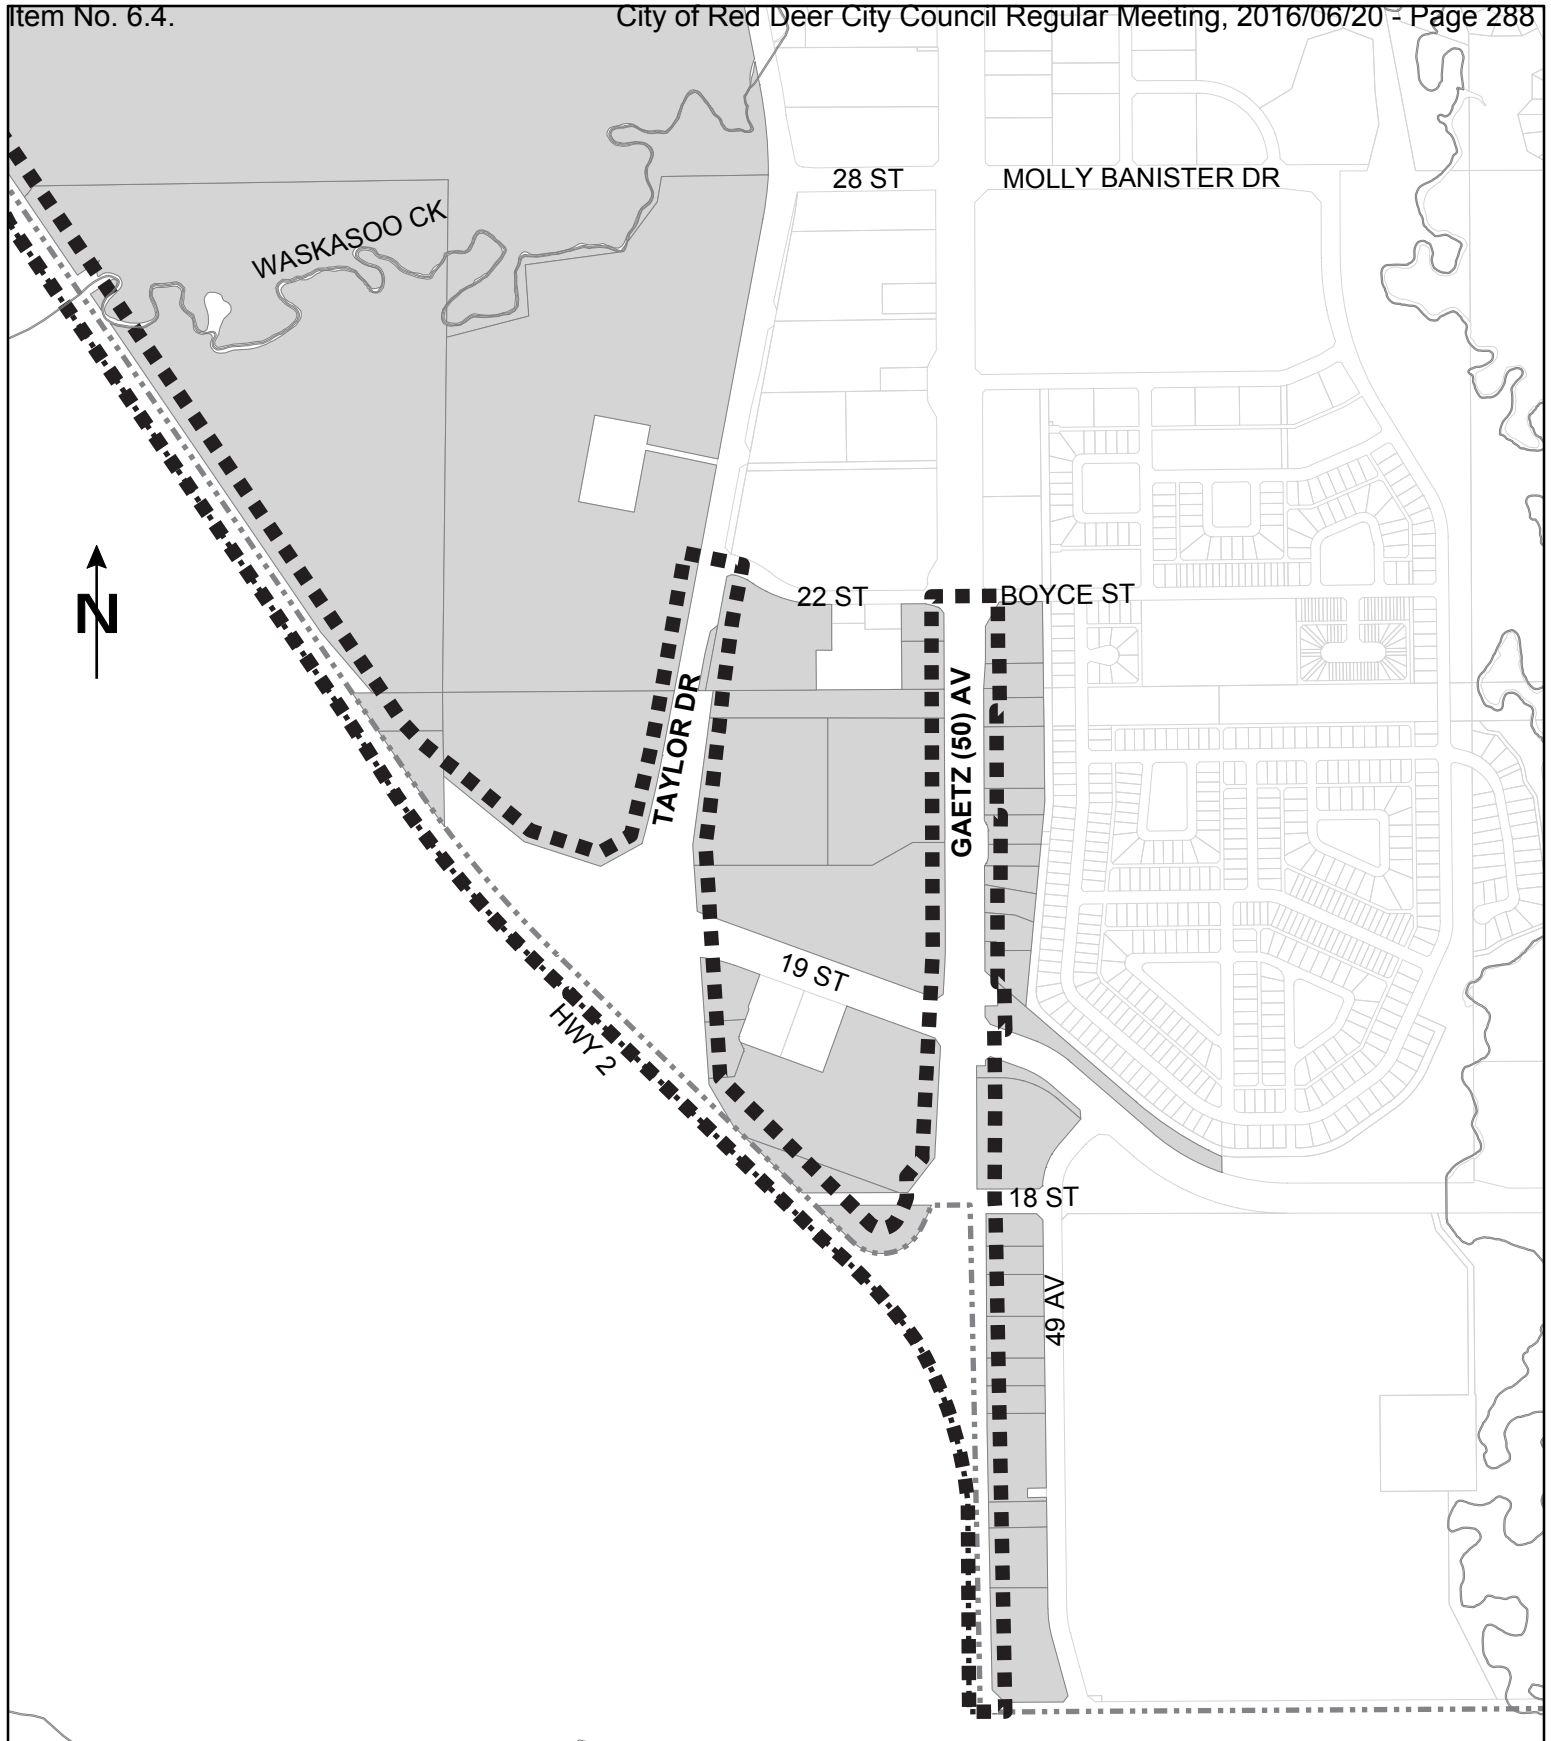 Item No. 6.4.
City of Red Deer City Council Regular Meeting, 2016/06/20 - Page 288
28 ST
MOLLY BANISTER DR
WASKASOO CK
N
22 ST
BOYCE ST
TAYLOR DR
GAETZ (50) AV
19 ST
HWY 2
18 ST
49 AV